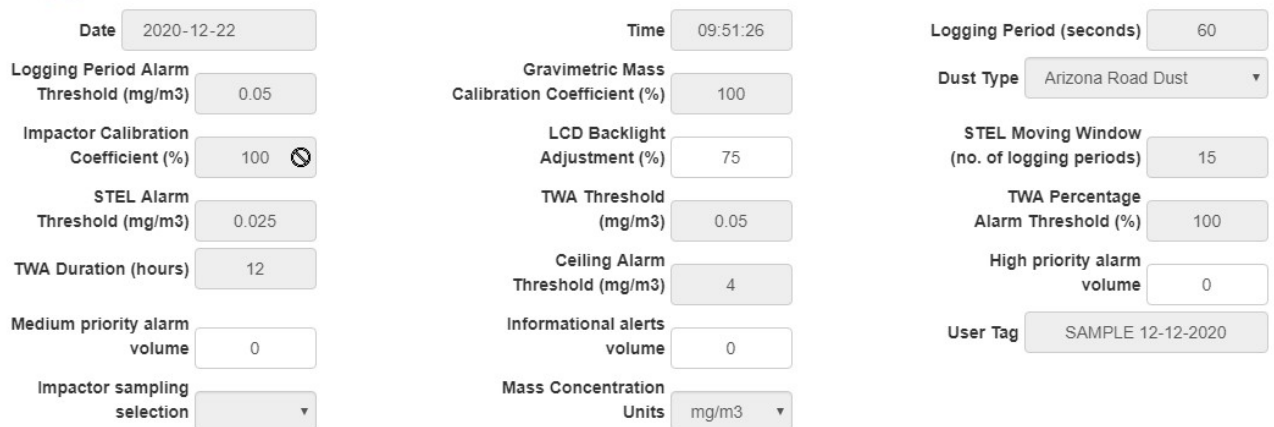 Date 2020-12-22 Time 09:51:26 Logging Period (seconds) 60
Logging Period Alarm
Threshold (mg/m3) 0.05
Gravimetric Mass
Calibration Coefficient (%) 100
Dust Type Arizona Road Dust
Impactor Calibration
Coefficient (%) 100
LCD Backlight
Adjustment (%) 75
STEL Moving Window
(no. of logging periods) 15
STEL Alarm
Threshold (mg/m3) 0.025
TWA Threshold
(mg/m3) 0.05
TWA Percentage
Alarm Threshold (%) 100
TWA Duration (hours) 12
Ceiling Alarm
Threshold (mg/m3) 4
High priority alarm
volume 0
Medium priority alarm
volume 0
Informational alerts
volume 0
User Tag SAMPLE 12-12-2020
Impactor sampling
selection
Mass Concentration
Units mg/m3